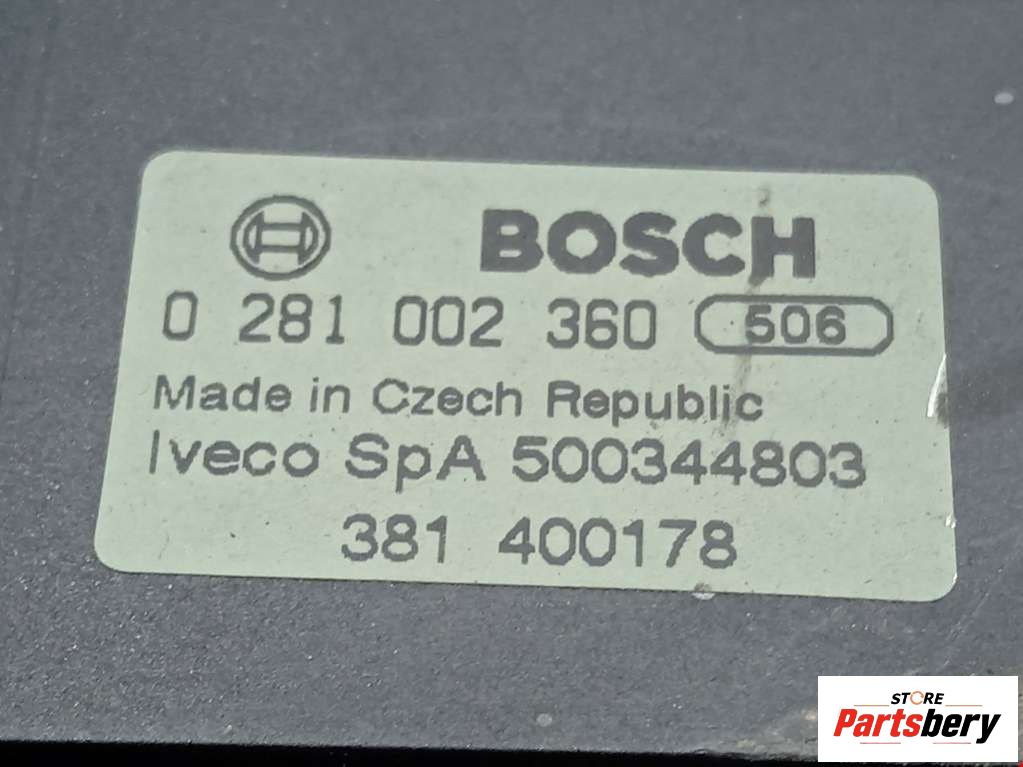 BOSCH
0 281 002 360 506
Made in Czech Republic
Iveco SpA 500344803
381 400178
STORE
Partsbery